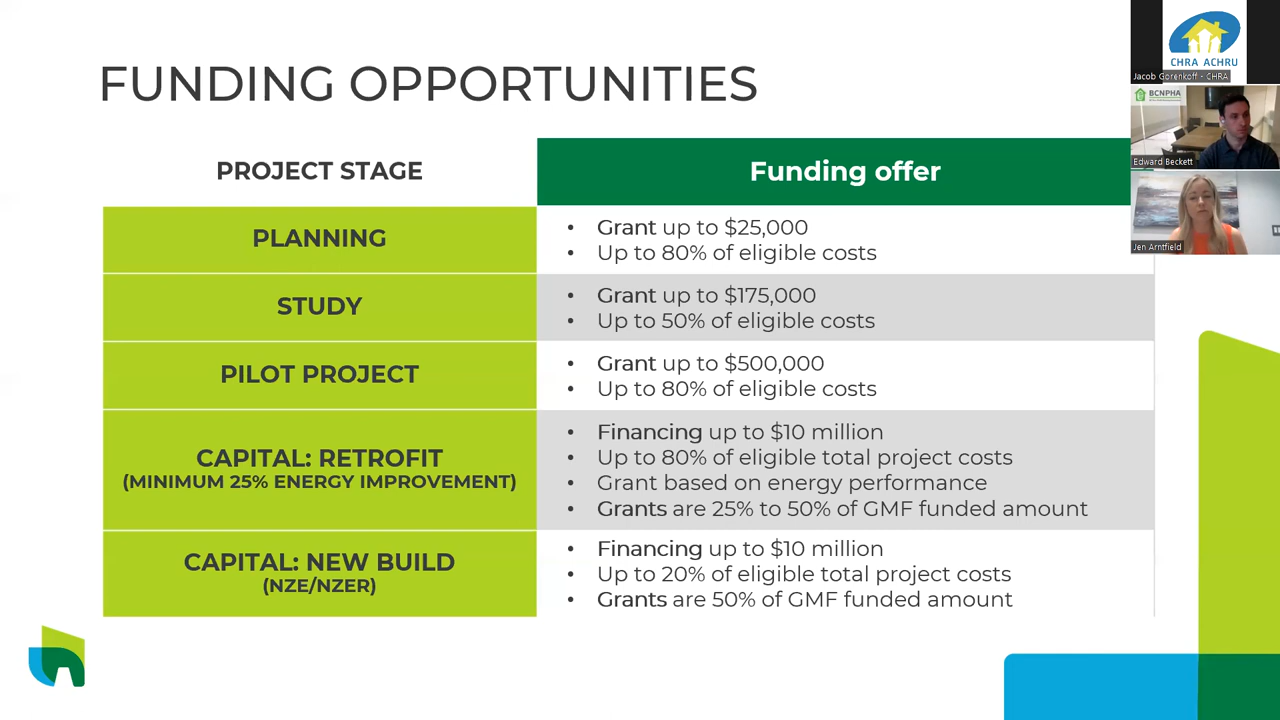 FUNDING OPPORTUNITIES
PROJECT STAGE
Funding offer
PLANNING
• Grant up to $25,000
• Up to 80% of eligible costs
STUDY
• Grant up to $175,000
• Up to 50% of eligible costs
PILOT PROJECT
• Grant up to $500,000
• Up to 80% of eligible costs
CAPITAL: RETROFIT
(MINIMUM 25% ENERGY IMPROVEMENT)
• Financing up to $10 million
• Up to 80% of eligible total project costs
• Grant based on energy performance
• Grants are 25% to 50% of GMF funded amount
CAPITAL: NEW BUILD
(NZE/NZER)
• Financing up to $10 million
• Up to 20% of eligible total project costs
• Grants are 50% of GMF funded amount
CHRA ACHRU
Jacob Gorenkoff - CHRA
BCNPHA
Edward Beckett
Jen Arntfield